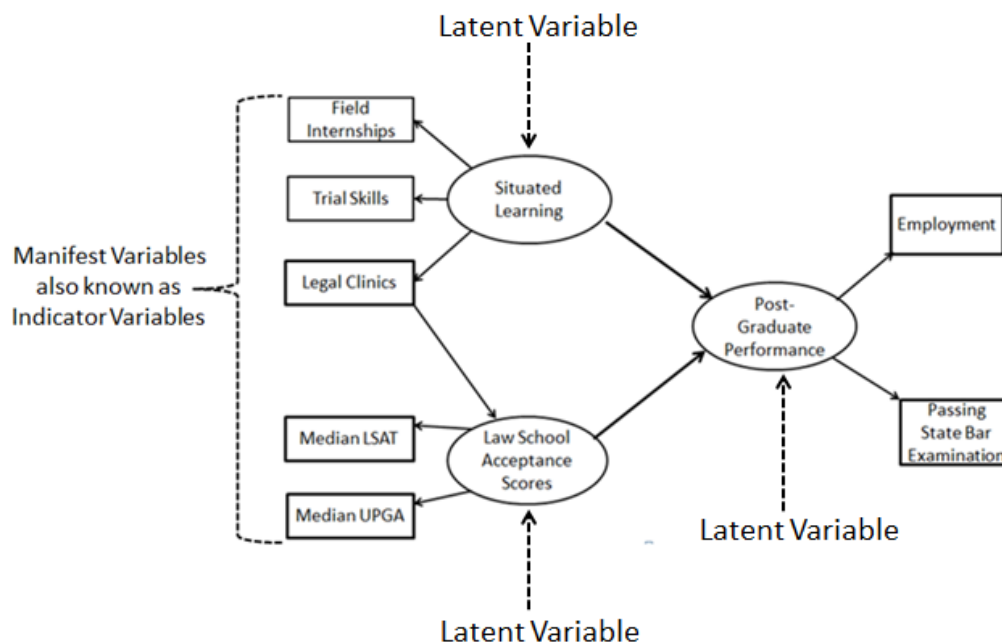 Latent Variable
Field
Internships
Trial Skills
Legal Clinics
Median LSAT
Median UPGA
Manifest Variables
also known as
Indicator Variables
Situated
Learning
Law School
Acceptance
Scores
Post-
Graduate
Performance
Employment
Passing
State Bar
Examination
Latent Variable
Latent Variable